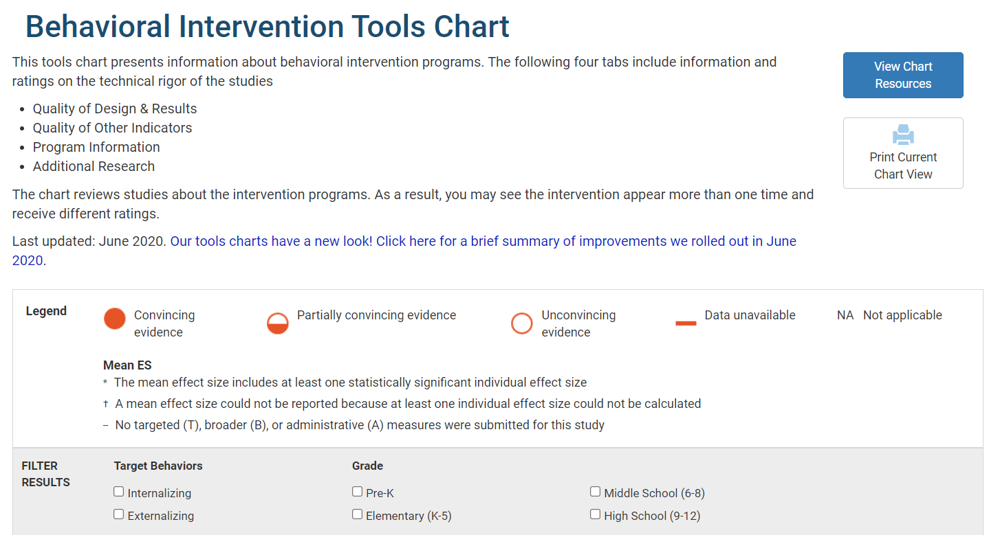 Behavioral Intervention Tools Chart
This tools chart presents information about behavioral intervention programs. The following four tabs include information and
ratings on the technical rigor of the studies
• Quality of Design & Results
• Quality of Other Indicators
• Program Information
• Additional Research
The chart reviews studies about the intervention programs. As a result, you may see the intervention appear more than one time and
receive different ratings.
Last updated: June 2020. Our tools charts have a new look! Click here for a brief summary of improvements we rolled out in June
2020.
View Chart
Resources
Print Current
Chart View
Legend
Convincing
evidence
Partially convincing evidence
Unconvincing
evidence
Data unavailable
NA Not applicable
Mean ES
* The mean effect size includes at least one statistically significant individual effect size
† A mean effect size could not be reported because at least one individual effect size could not be calculated
– No targeted (T), broader (B), or administrative (A) measures were submitted for this study
FILTER
RESULTS
Target Behaviors
Internalizing
Externalizing
Grade
Pre-K
Elementary (K-5)
Middle School (6-8)
High School (9-12)